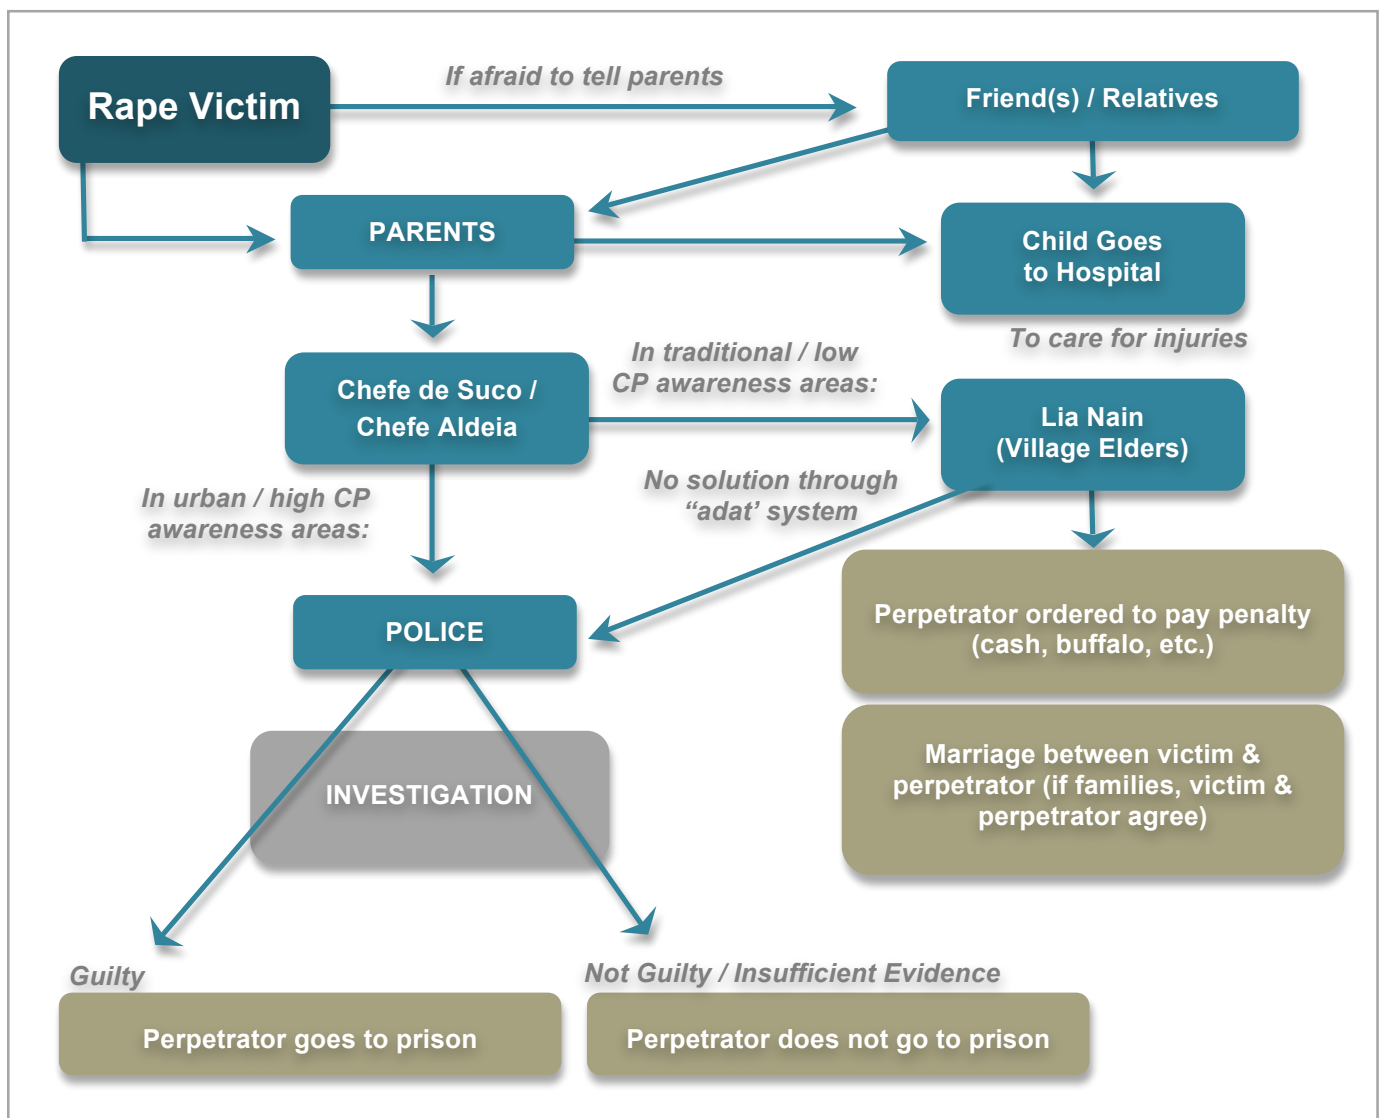 Rape Victim
If afraid to tell parents
Friend(s) / Relatives
PARENTS
Child Goes
to Hospital
To care for injuries
Chefe de Suco /
Chefe Aldeia
In traditional / low
CP awareness areas:
Lia Nain
(Village Elders)
In urban / high CP
awareness areas:
No solution through
“adat’ system
POLICE
Perpetrator ordered to pay penalty
(cash, buffalo, etc.)
Marriage between victim &
perpetrator (if families, victim &
perpetrator agree)
INVESTIGATION
Guilty
Not Guilty / Insufficient Evidence
Perpetrator goes to prison
Perpetrator does not go to prison